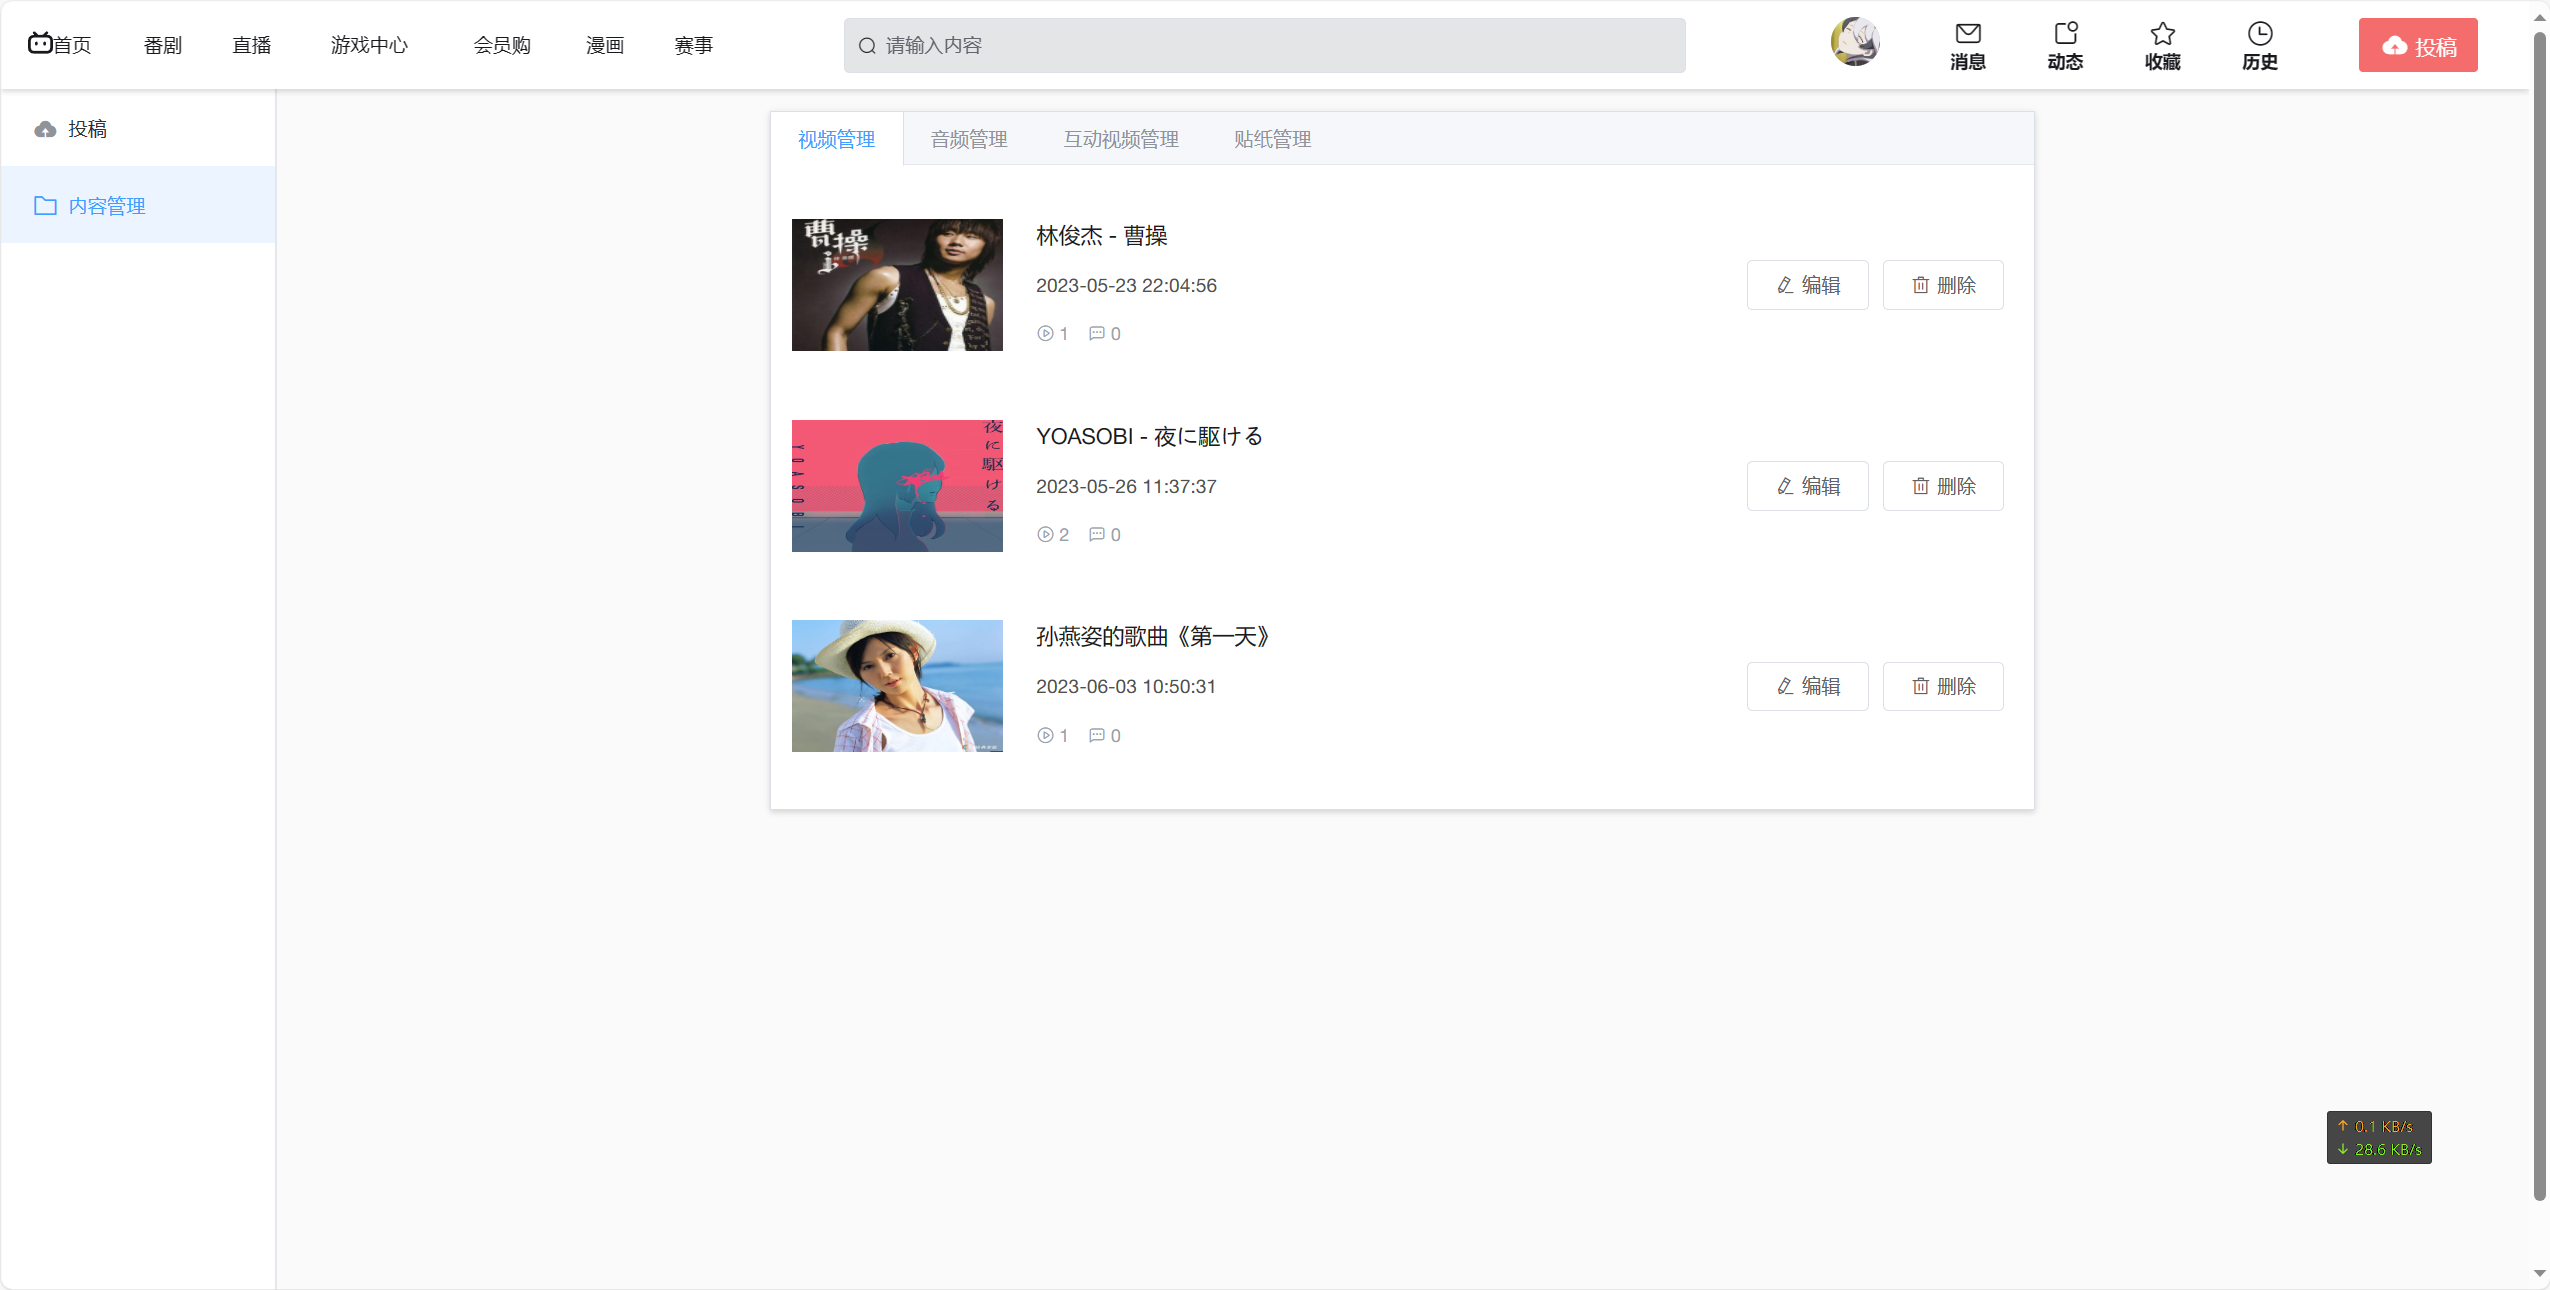 首页 番剧 直播 游戏中心 会员购 漫画 赛事 请输入内容 消息 动态 收藏 历史 投稿
投稿
内容管理
视频管理 音频管理 互动视频管理 贴纸管理
曹操
林俊杰 - 曹操
2023-05-23 22:04:56
1 0
编辑 删除
夜に駆ける
YOASOBI
YOASOBI - 夜に駆ける
2023-05-26 11:37:37
2 0
编辑 删除
孙燕姿的歌曲《第一天》
2023-06-03 10:50:31
1 0
编辑 删除
↑ 0.1 KB/s
↓ 28.6 KB/s